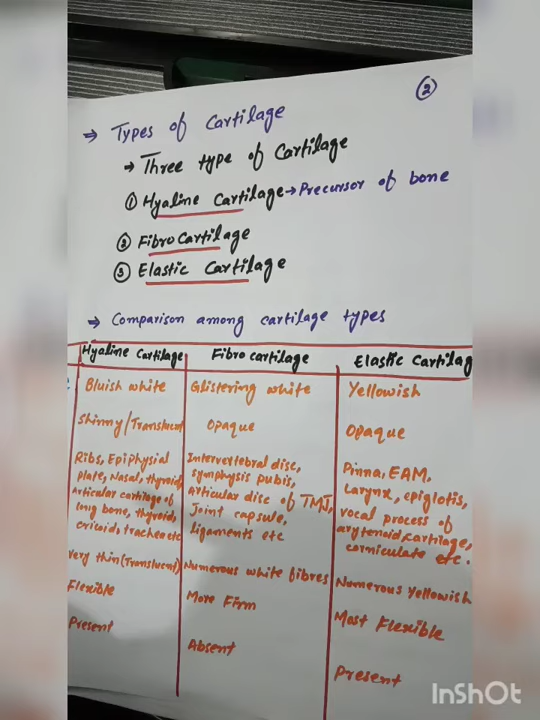 ②
⇒ Types of Cartilage
→ Three type of Cartilage
① Hyaline Cartilage → Precursor of bone
② Fibro Cartilage
③ Elastic Cartilage
⇒ Comparison among cartilage types
Hyaline Cartilage
Bluish white
Shinny/Translucent
Ribs, Epiphysial
plate, Nasal, thyroid,
Articular cartilage of
long bone, thyroid,
cricoid, trachea etc
Very thin (Translucent)
Flexible
Present
Fibro cartilage
Glistering white
Opaque
Intervertebral disc,
symphysis pubis,
Articular disc of TMJ,
Joint capsule,
ligaments etc
Numerous white fibres
More Firm
Absent
Elastic Cartilag
Yellowish
Opaque
Pinna, EAM,
Larynx, epiglotis,
vocal process of
arytenoid, cartilage,
corniculate etc.
Numerous Yellowish
Most Flexible
Present
InShOt